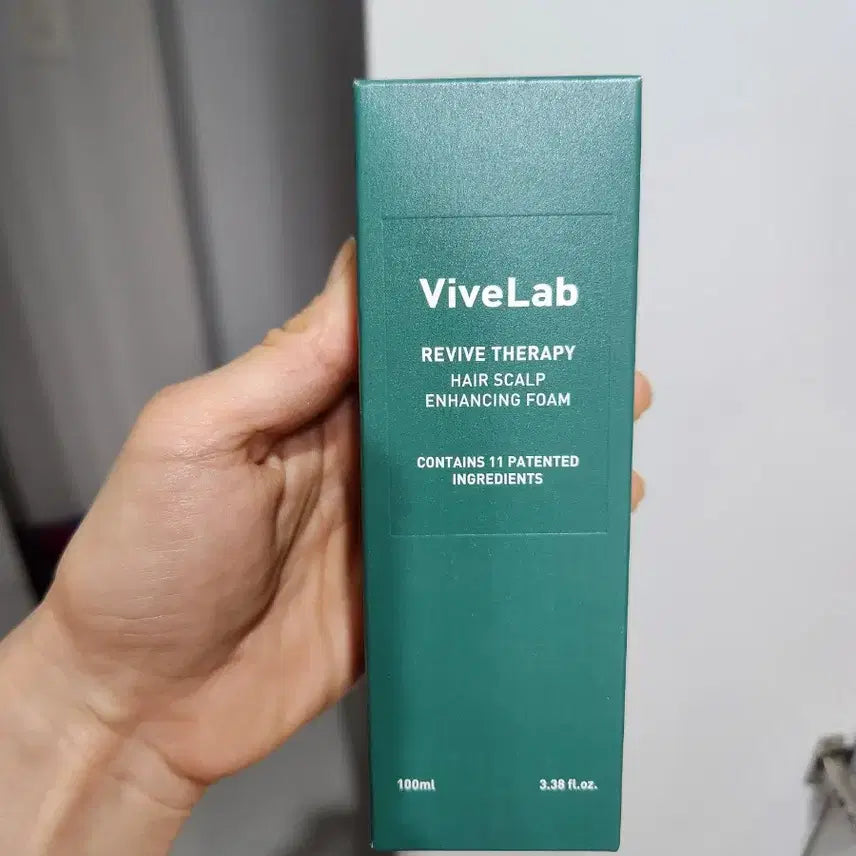 ViveLab
REVIVE THERAPY
HAIR SCALP
ENHANCING FOAM
CONTAINS 11 PATENTED
INGREDIENTS
100ml 3.38 fl.oz.